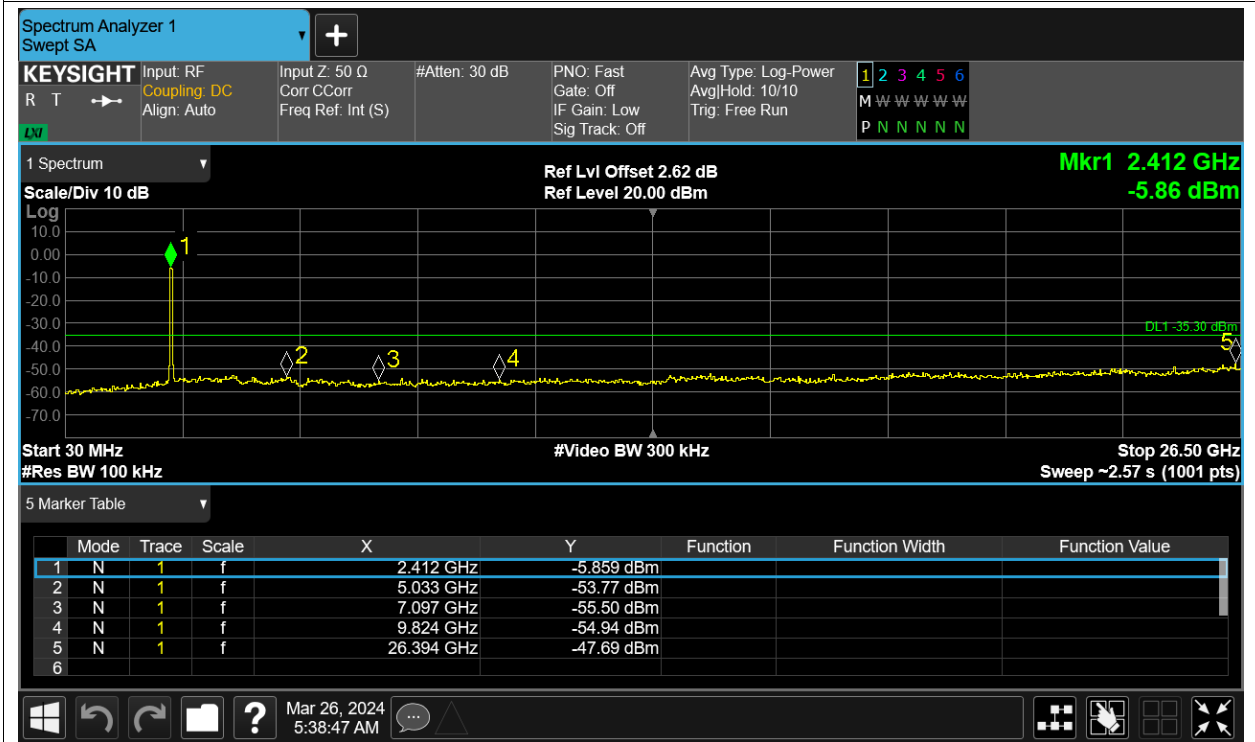 Spectrum Analyzer 1
Swept SA
+
KEYSIGHT
R T
LXI
Input: RF
Coupling: DC
Align: Auto
Input Z: 50 Ω
Corr CCorr
Freq Ref: Int (S)
#Atten: 30 dB
PNO: Fast
Gate: Off
IF Gain: Low
Sig Track: Off
Avg Type: Log-Power
Avg|Hold: 10/10
Trig: Free Run
1 2 3 4 5 6
M W W W W W
P N N N N N
1 Spectrum
Scale/Div 10 dB
Ref Lvl Offset 2.62 dB
Ref Level 20.00 dBm
Mkr1 2.412 GHz
-5.86 dBm
Log
10.0
0.00
-10.0
-20.0
-30.0
-40.0
-50.0
-60.0
-70.0
1
2
3
4
5
DL1 -35.30 dBm
Start 30 MHz
#Video BW 300 kHz
Stop 26.50 GHz
#Res BW 100 kHz
Sweep ~2.57 s (1001 pts)
5 Marker Table
Mode Trace Scale X Y Function Function Width Function Value
1 N 1 f 2.412 GHz -5.859 dBm
2 N 1 f 5.033 GHz -53.77 dBm
3 N 1 f 7.097 GHz -55.50 dBm
4 N 1 f 9.824 GHz -54.94 dBm
5 N 1 f 26.394 GHz -47.69 dBm
6
?
Mar 26, 2024
5:38:47 AM